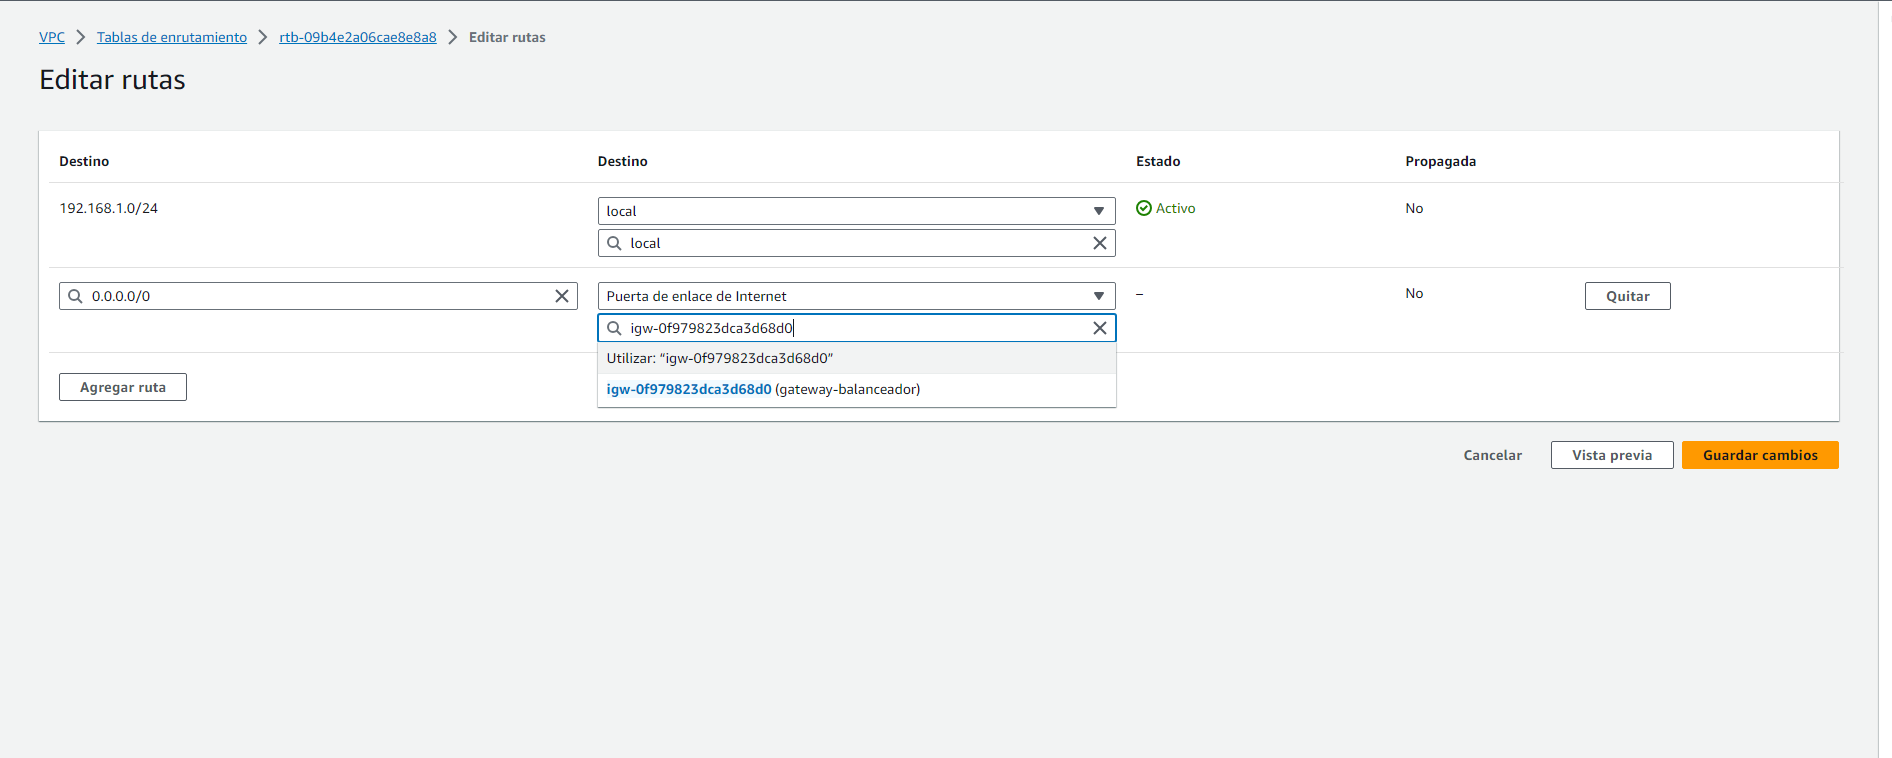 VPC > Tablas de enrutamiento > rtb-09b4e2a06cae8e8a8 > Editar rutas
Editar rutas
Destino Destino Estado Propagada
192.168.1.0/24 local Activo No
local
0.0.0.0/0 Puerta de enlace de Internet – No Quitar
igw-0f979823dca3d68d0
Utilizar: “igw-0f979823dca3d68d0”
Agregar ruta igw-0f979823dca3d68d0 (gateway-balanceador)
Cancelar Vista previa Guardar cambios